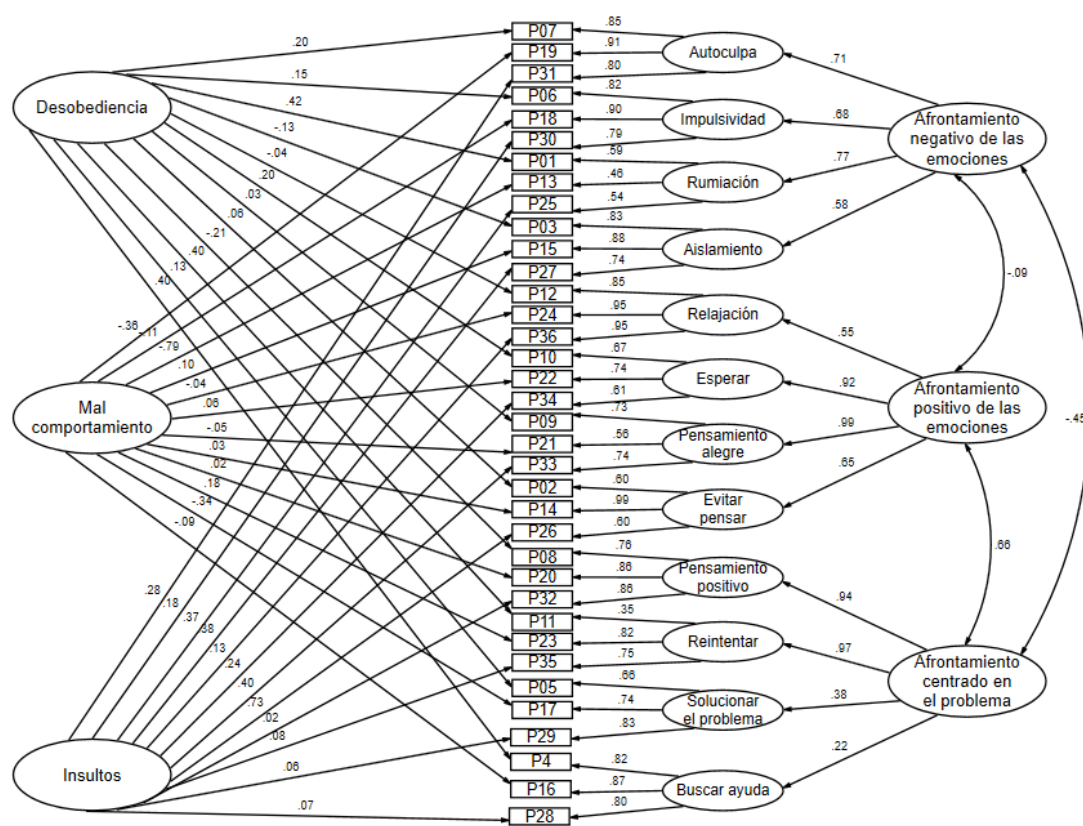 P07
P19
P31
P06
P18
P30
P01
P13
P25
P03
P15
P27
P12
P24
P36
P10
P22
P34
P09
P21
P33
P02
P14
P26
P08
P20
P32
P11
P23
P35
P05
P17
P29
P4
P16
P28
Desobediencia
Mal
comportamiento
Insultos
.20
.15
.42
-.13
-.04
.20
.03
.06
-.21
.40
.13
.40
-.36
-.11
-.79
.10
-.04
.06
-.05
.03
.02
.18
-.34
-.09
.28
.18
.37
.38
.13
.24
.40
.73
.02
.08
.06
.07
.85
.91
.80
.82
.90
.79
.59
.46
.54
.83
.88
.74
.85
.95
.95
.67
.74
.61
.73
.56
.74
.60
.99
.60
.76
.86
.86
.35
.82
.75
.66
.74
.83
.82
.87
.80
Autoculpa
Impulsividad
Rumiación
Aislamiento
Relajación
Esperar
Pensamiento
alegre
Evitar
pensar
Pensamiento
positivo
Reintentar
Solucionar
el problema
Buscar ayuda
.71
.68
.77
.58
.55
.92
.99
.65
.94
.97
.38
.22
Afrontamiento
negativo de las
emociones
Afrontamiento
positivo de las
emociones
Afrontamiento
centrado en
el problema
-.09
-.45
.66